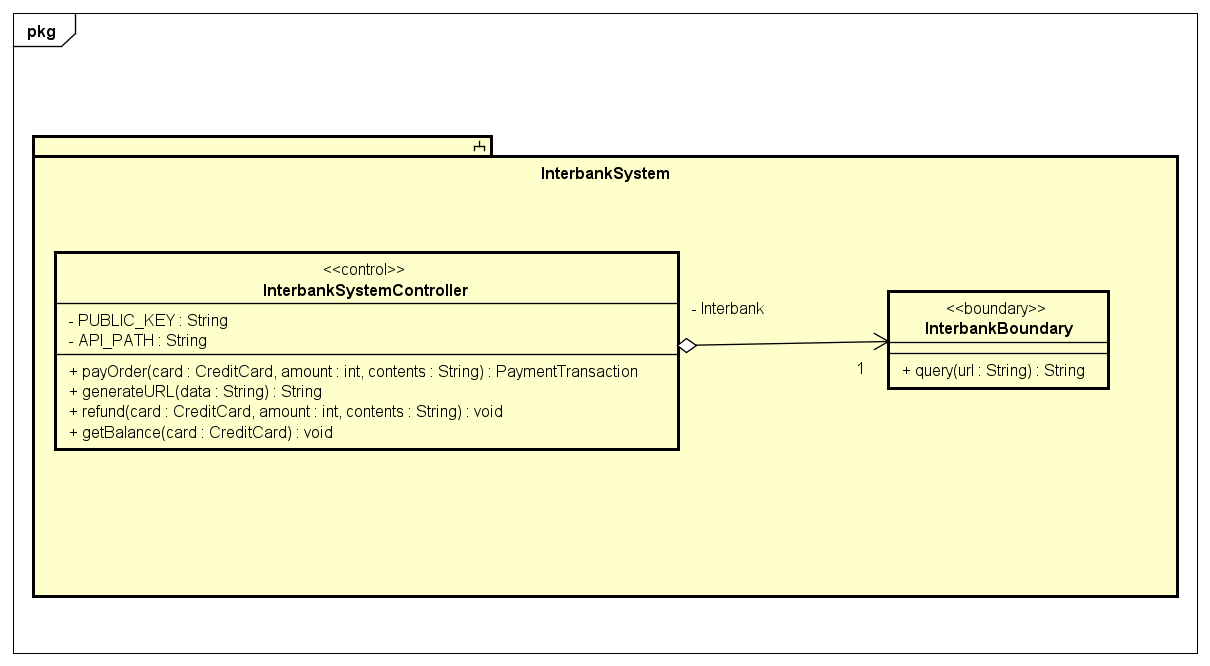 pkg
InterbankSystem
<<control>>
InterbankSystemController
- PUBLIC_KEY : String
- API_PATH : String
+ payOrder(card : CreditCard, amount : int, contents : String) : PaymentTransaction
+ generateURL(data : String) : String
+ refund(card : CreditCard, amount : int, contents : String) : void
+ getBalance(card : CreditCard) : void
- Interbank
1
<<boundary>>
InterbankBoundary
+ query(url : String) : String